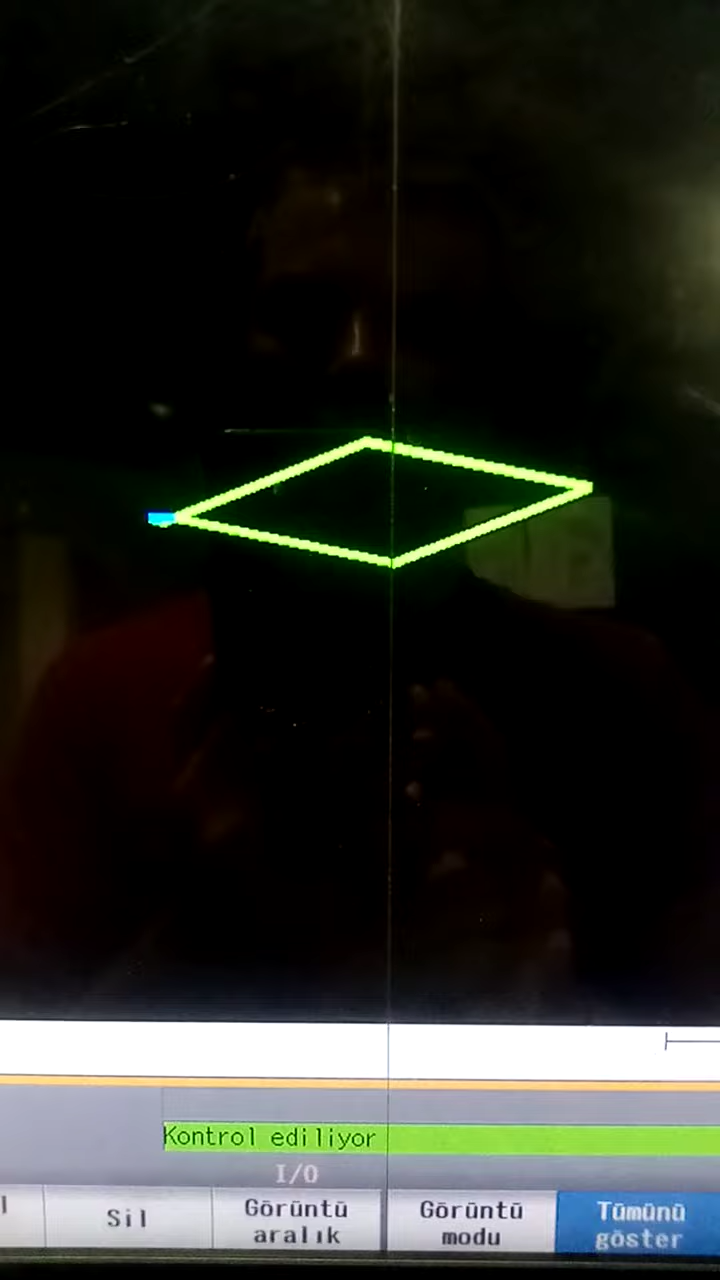 Kontrol ediliyor
I/O
Sil
Görüntü
aralık
Görüntü
modu
Tümünü
göster